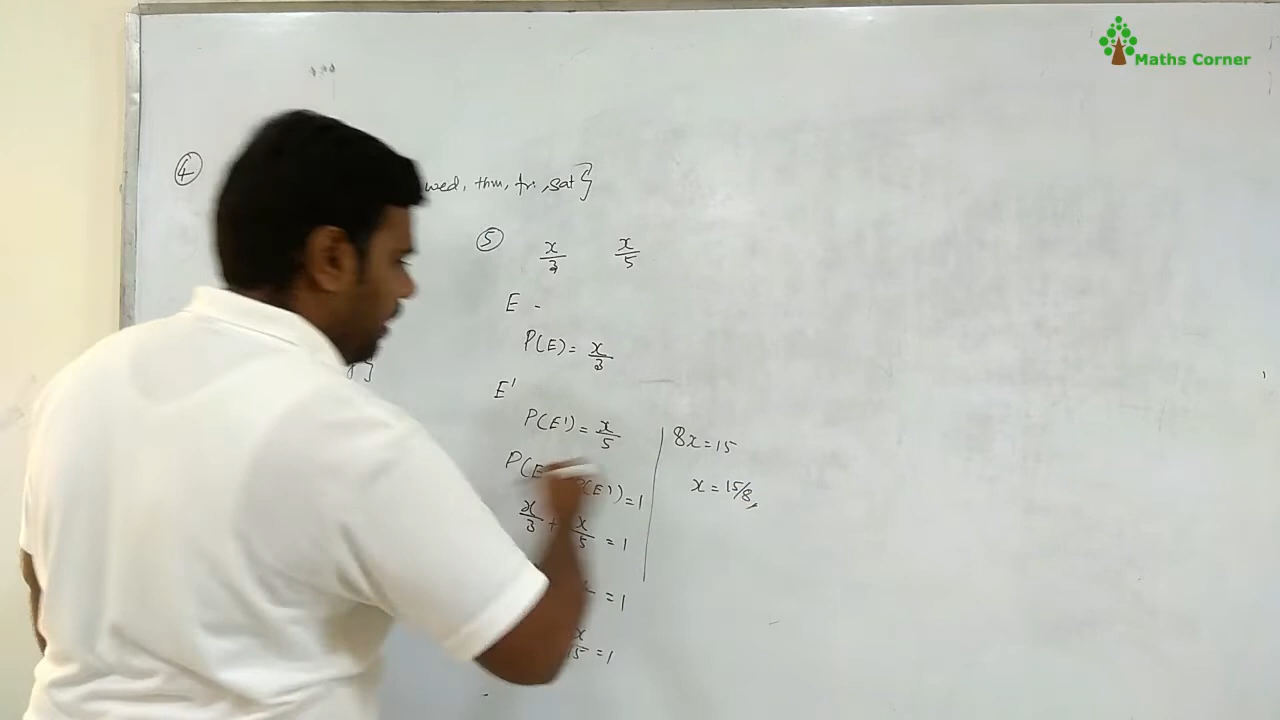 Maths Corner
④
wed, thu, fri, sat}
⑤ x/3 x/5
E -
P(E) = x/3
}
E'
P(E') = x/5
P(E P(E') = 1
x/3 + x/5 = 1
= 1
x/15 = 1
8x = 15
x = 15/8,